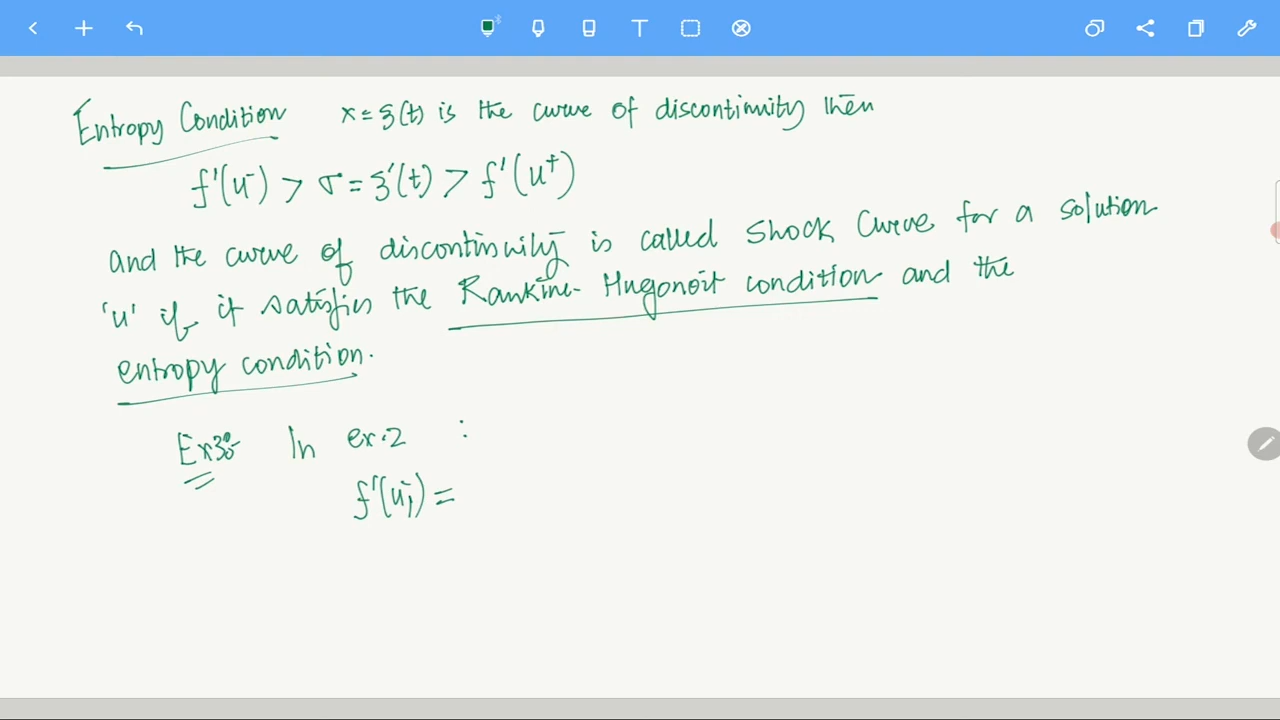 Entropy Condition x = ξ(t) is the curve of discontinuity then
f'(u⁻) > σ = ξ'(t) > f'(u⁺)
and the curve of discontinuity is called shock curve for a solution
'u' if it satisfies the Rankine-Hugonoit condition and the
entropy condition.
Ex3:- In ex.2 :
f'(u₁⁻) =